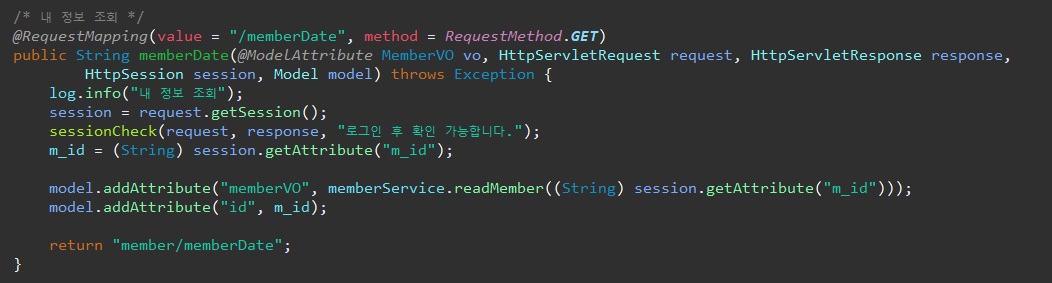 /* 내 정보 조회 */
@RequestMapping(value = "/memberDate", method = RequestMethod.GET)
public String memberDate(@ModelAttribute MemberVO vo, HttpServletRequest request, HttpServletResponse response,
        HttpSession session, Model model) throws Exception {
    log.info("내 정보 조회");
    session = request.getSession();
    sessionCheck(request, response, "로그인 후 확인 가능합니다.");
    m_id = (String) session.getAttribute("m_id");
    model.addAttribute("memberVO", memberService.readMember((String) session.getAttribute("m_id")));
    model.addAttribute("id", m_id);
    return "member/memberDate";
}